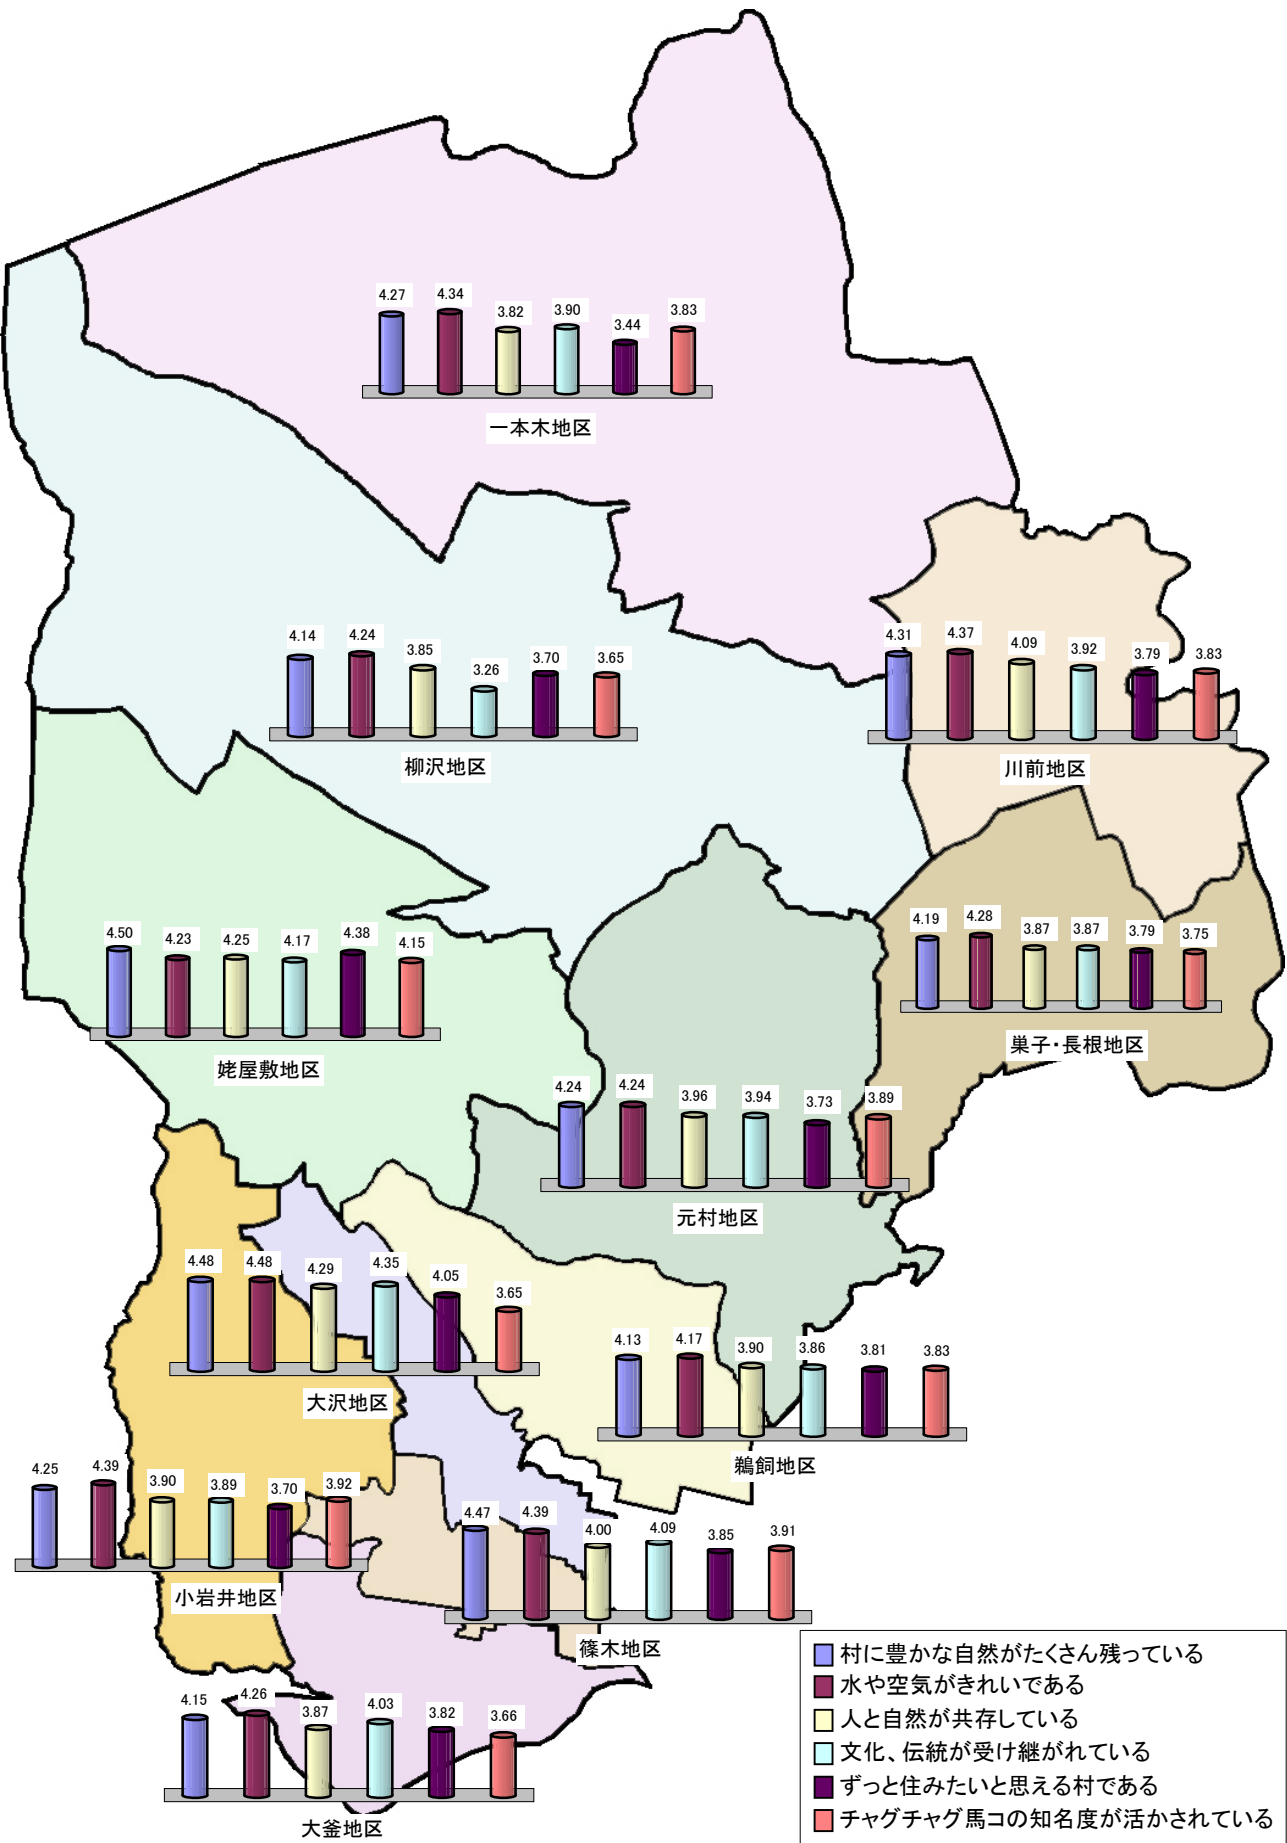 4.27 4.34 3.82 3.90 3.44 3.83
一本木地区
4.14 4.24 3.85 3.26 3.70 3.65
柳沢地区
4.31 4.37 4.09 3.92 3.79 3.83
川前地区
4.50 4.23 4.25 4.17 4.38 4.15
姥屋敷地区
4.19 4.28 3.87 3.87 3.79 3.75
巣子・長根地区
4.24 4.24 3.96 3.94 3.73 3.89
元村地区
4.48 4.48 4.29 4.35 4.05 3.65
大沢地区
4.13 4.17 3.90 3.86 3.81 3.83
鵜飼地区
4.25 4.39 3.90 3.89 3.70 3.92
小岩井地区
4.47 4.39 4.00 4.09 3.85 3.91
篠木地区
4.15 4.26 3.87 4.03 3.82 3.66
大釜地区
村に豊かな自然がたくさん残っている
水や空気がきれいである
人と自然が共存している
文化、伝統が受け継がれている
ずっと住みたいと思える村である
チャグチャグ馬コの知名度が活かされている